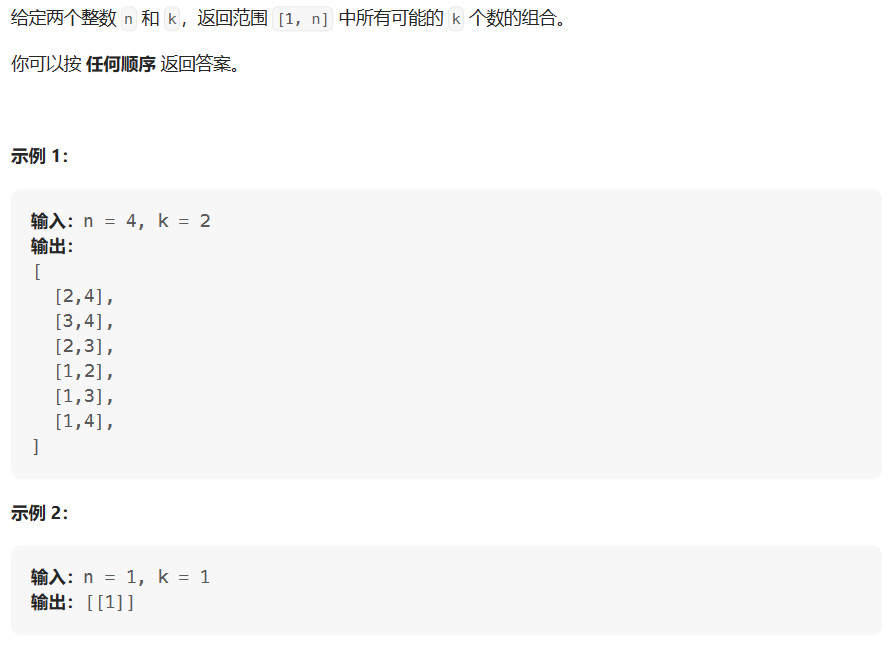 给定两个整数 n 和 k，返回范围 [1, n] 中所有可能的 k 个数的组合。
你可以按 任何顺序 返回答案。
示例 1：
输入：n = 4, k = 2
输出：
[
  [2,4],
  [3,4],
  [2,3],
  [1,2],
  [1,3],
  [1,4],
]
示例 2：
输入：n = 1, k = 1
输出：[[1]]